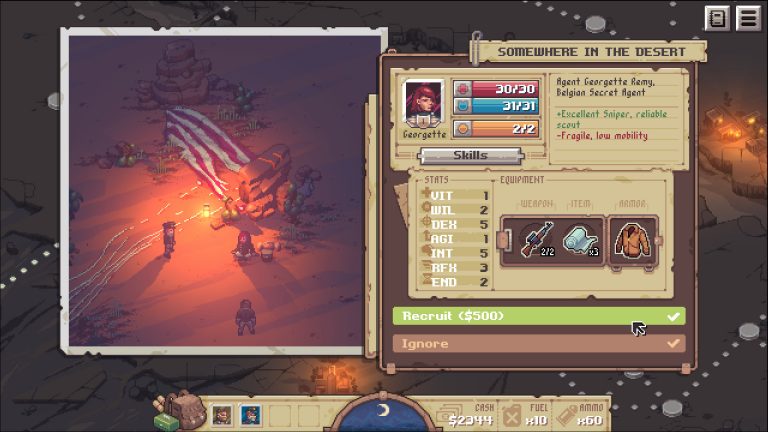 SOMEWHERE IN THE DESERT
30/30
31/31
2/2
Georgette
Agent Georgette Remy,
Belgian Secret Agent
+Excellent Sniper, reliable
scout
-Fragile, low mobility
Skills
STATS
VIT 1
WIL 2
DEX 5
AGI 1
INT 5
RFX 3
END 2
EQUIPMENT
WEAPON ITEM ARMOR
2/2 x3
Recruit ($500)
Ignore
CASH
$2344
FUEL
x10
AMMO
x60